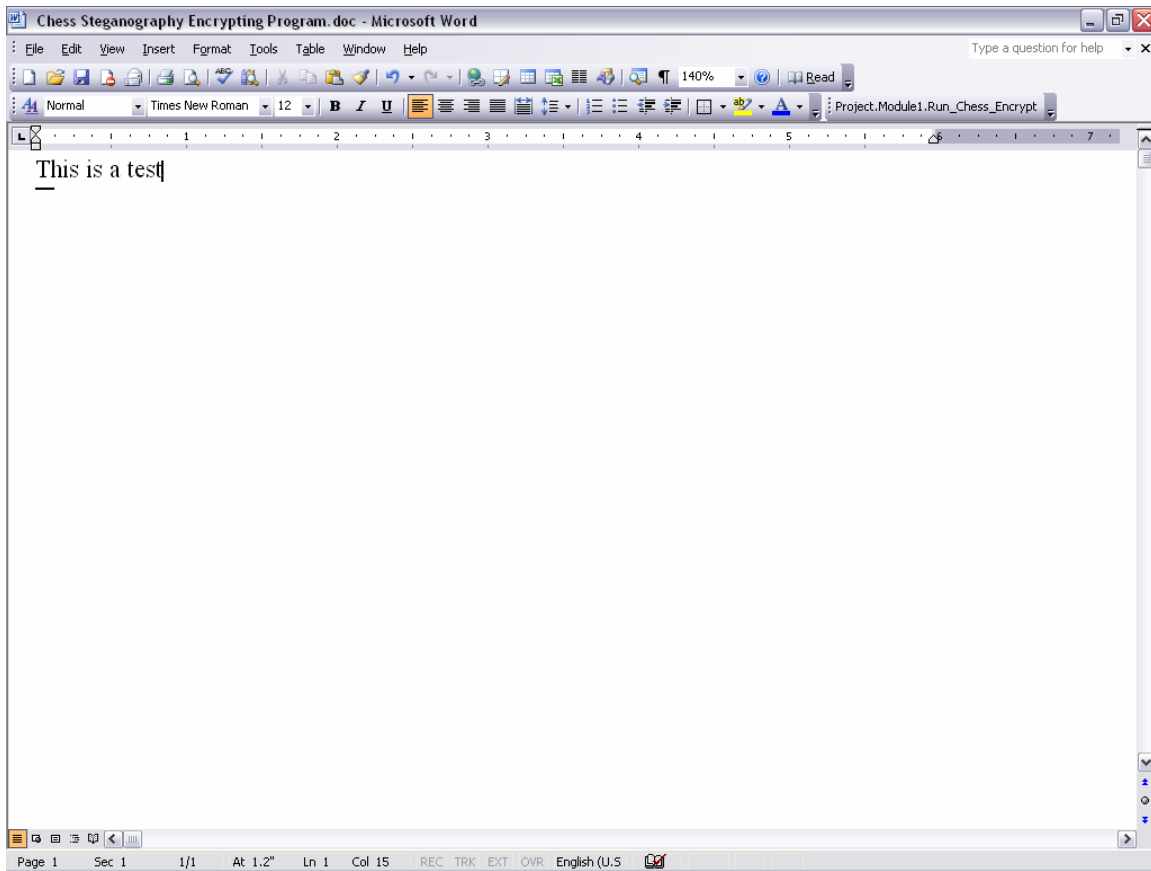 Chess Steganography Encrypting Program.doc - Microsoft Word
File Edit View Insert Format Tools Table Window Help Type a question for help
ABC ¶ 140% Read
A4 Normal Times New Roman 12 B I U ab A Project.Module1.Run_Chess_Encrypt
1 2 3 4 5 6 7
This is a test
Page 1 Sec 1 1/1 At 1.2" Ln 1 Col 15 REC TRK EXT OVR English (U.S